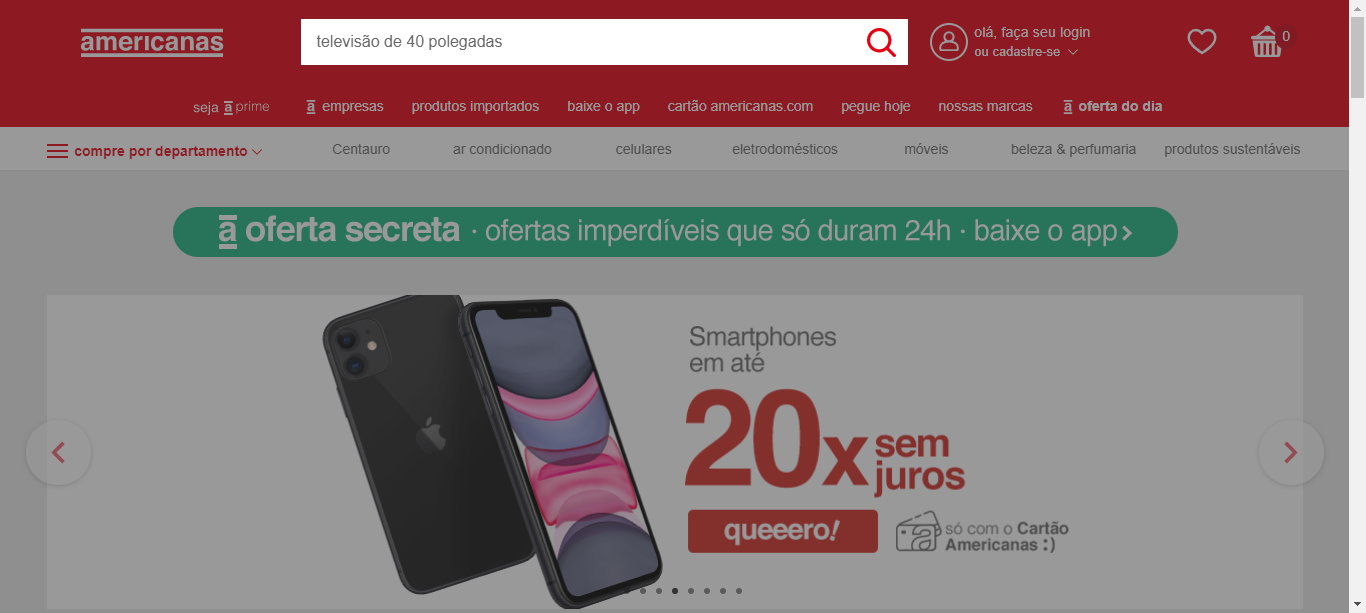 americanas
televisão de 40 polegadas
olá, faça seu login
ou cadastre-se
0
seja a prime
a empresas
produtos importados
baixe o app
cartão americanas.com
pegue hoje
nossas marcas
a oferta do dia
compre por departamento
Centauro
ar condicionado
celulares
eletrodomésticos
móveis
beleza & perfumaria
produtos sustentáveis
a oferta secreta · ofertas imperdíveis que só duram 24h · baixe o app
Smartphones
em até
20x sem
juros
queeero!
só com o Cartão
Americanas :)